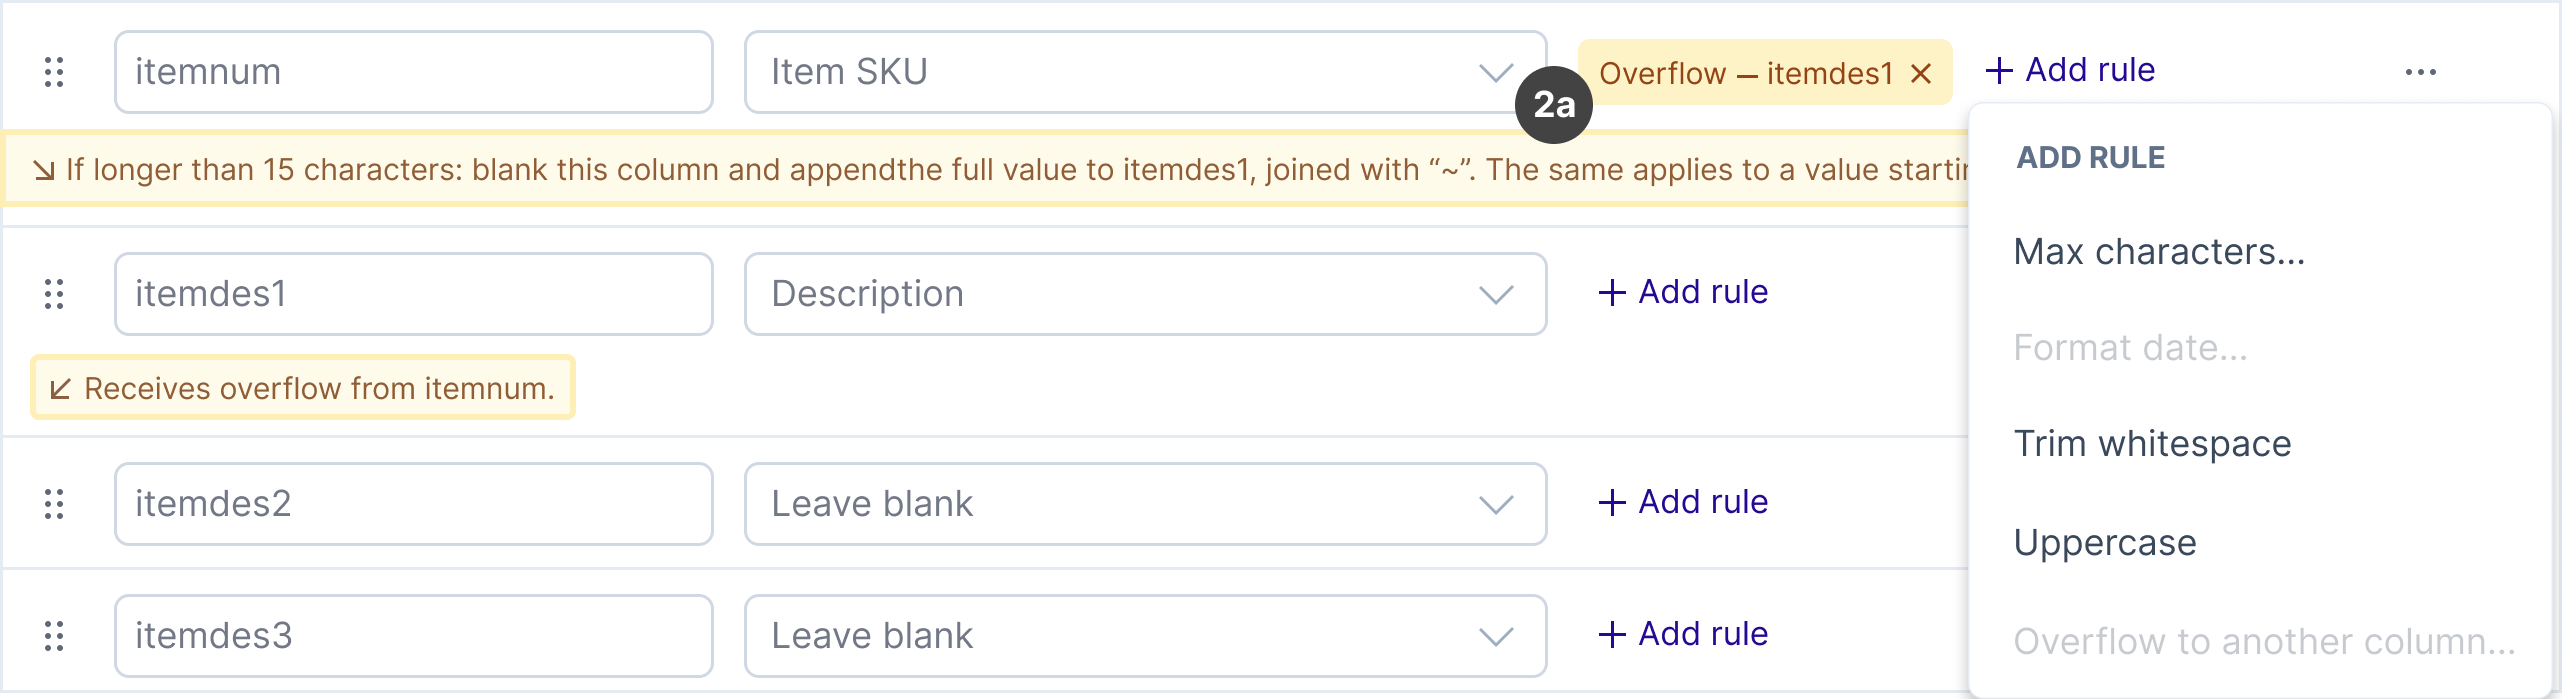 itemnum
Item SKU
2a
Overflow — itemdes1 ×
+ Add rule
...
↘ If longer than 15 characters: blank this column and appendthe full value to itemdes1, joined with “~”. The same applies to a value
ADD RULE
Max characters...
Format date...
Trim whitespace
Uppercase
Overflow to another column...
itemdes1
Description
+ Add rule
↙ Receives overflow from itemnum.
itemdes2
Leave blank
+ Add rule
itemdes3
Leave blank
+ Add rule